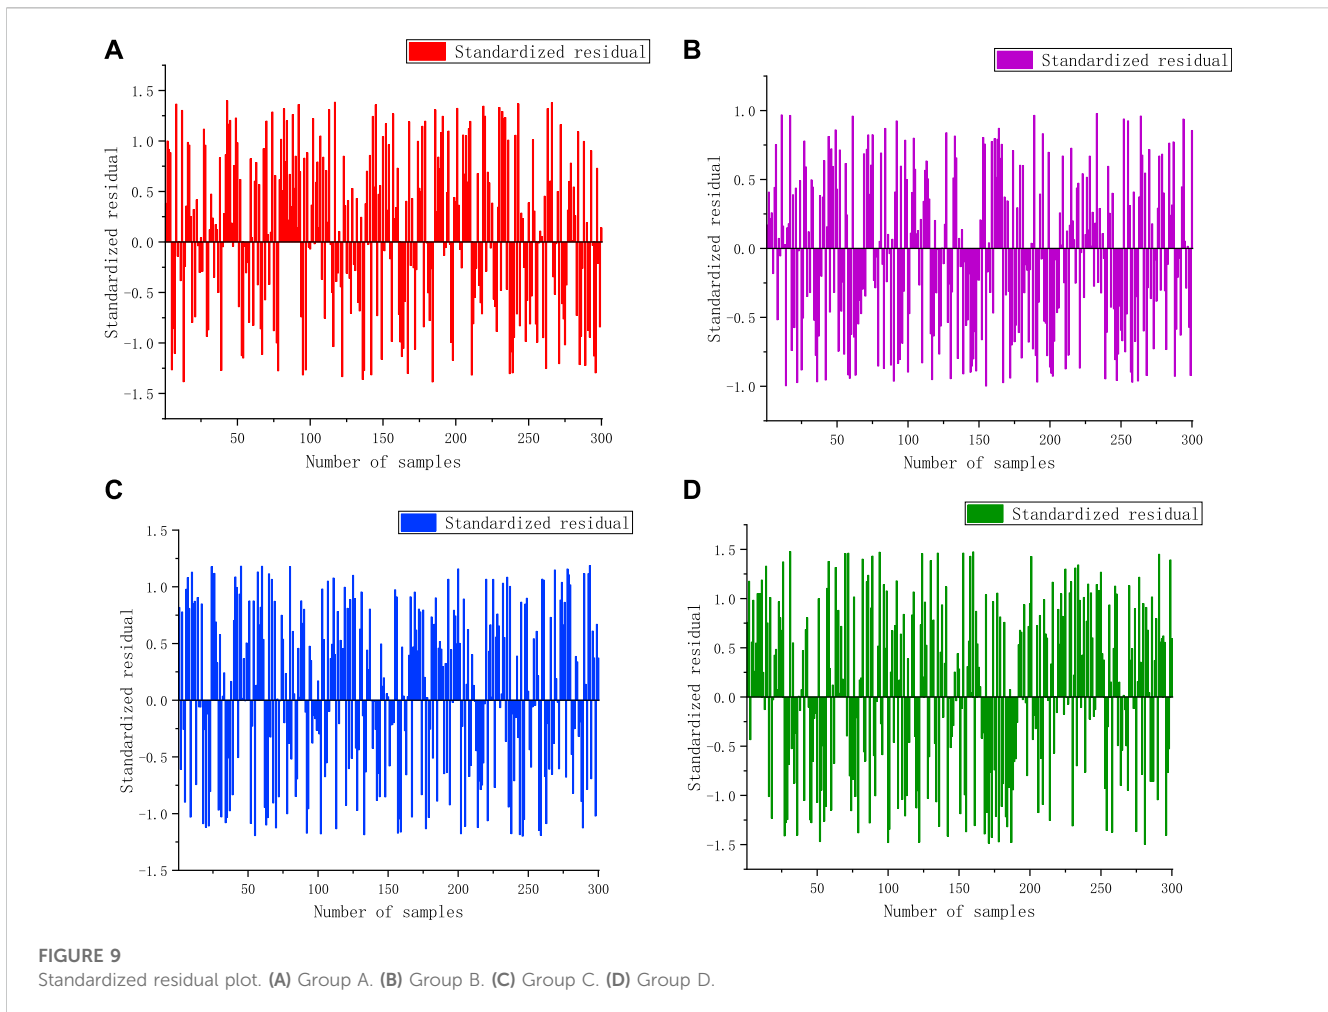 A
Standardized residual
1.5
1.0
0.5
0.0
−0.5
−1.0
−1.5
Standardized residual
50 100 150 200 250 300
Number of samples
B
Standardized residual
1.0
0.5
0.0
−0.5
−1.0
Standardized residual
50 100 150 200 250 300
Number of samples
C
Standardized residual
1.5
1.0
0.5
0.0
−0.5
−1.0
−1.5
Standardized residual
50 100 150 200 250 300
Number of samples
D
Standardized residual
1.5
1.0
0.5
0.0
−0.5
−1.0
−1.5
Standardized residual
50 100 150 200 250 300
Number of samples
FIGURE 9
Standardized residual plot. (A) Group A. (B) Group B. (C) Group C. (D) Group D.